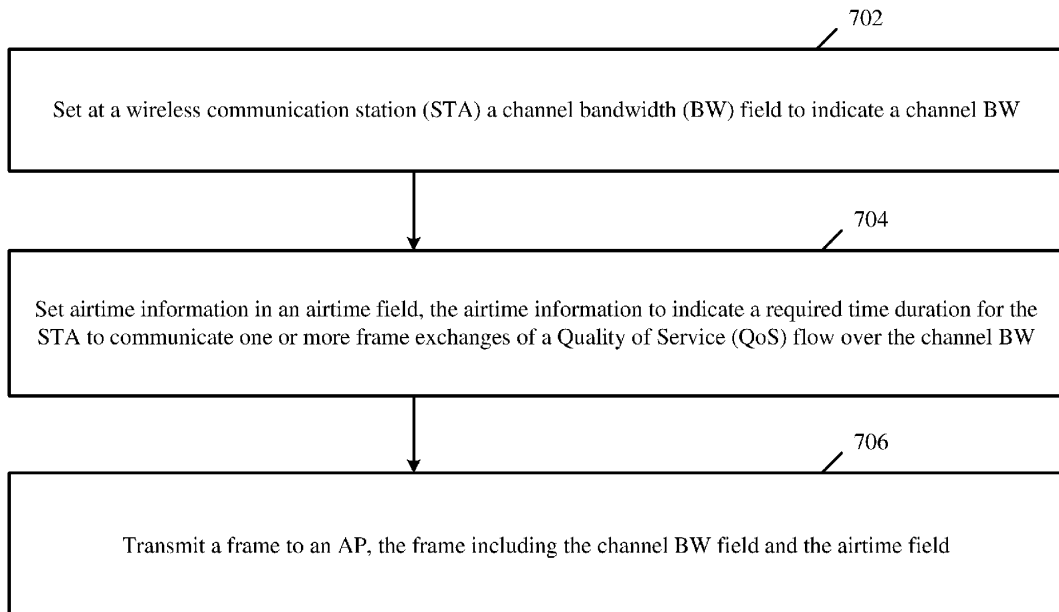 702
Set at a wireless communication station (STA) a channel bandwidth (BW) field to indicate a channel BW
704
Set airtime information in an airtime field, the airtime information to indicate a required time duration for the
STA to communicate one or more frame exchanges of a Quality of Service (QoS) flow over the channel BW
706
Transmit a frame to an AP, the frame including the channel BW field and the airtime field